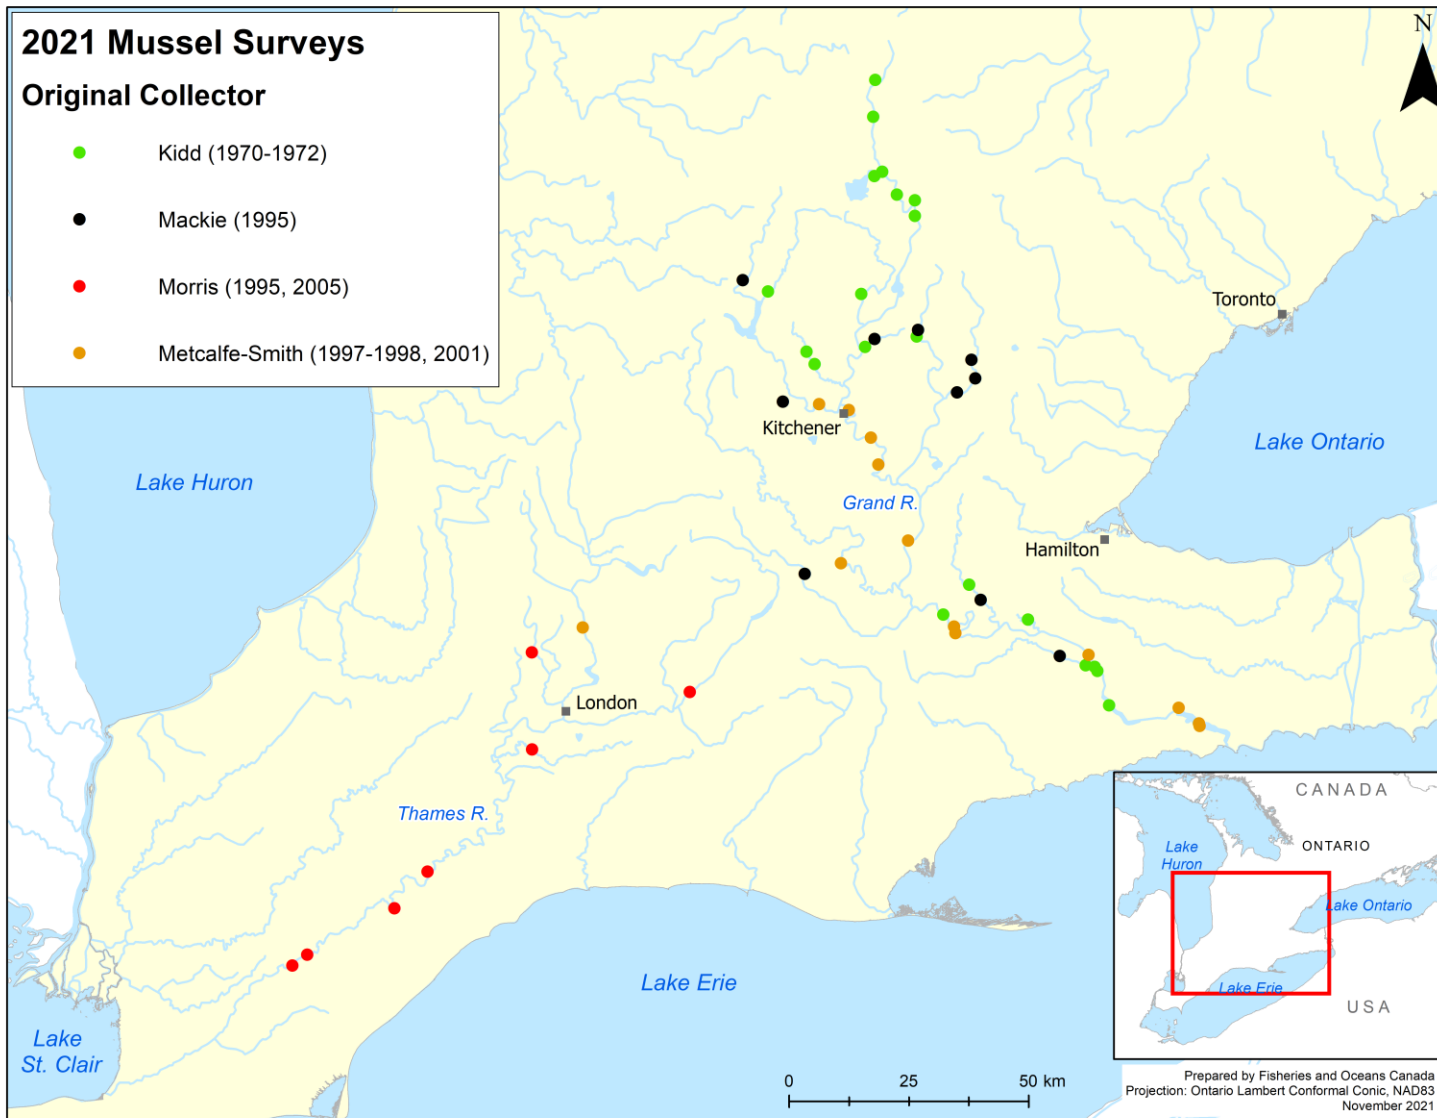 2021 Mussel Surveys
Original Collector
Kidd (1970-1972)
Mackie (1995)
Morris (1995, 2005)
Metcalfe-Smith (1997-1998, 2001)
N
Toronto
Kitchener
Lake Ontario
Lake Huron
Grand R.
Hamilton
London
Thames R.
Lake Erie
Lake
St. Clair
CANADA
ONTARIO
Lake
Huron
Lake Ontario
Lake Erie
USA
0 25 50 km
Prepared by Fisheries and Oceans Canada
Projection: Ontario Lambert Conformal Conic, NAD83
November 2021